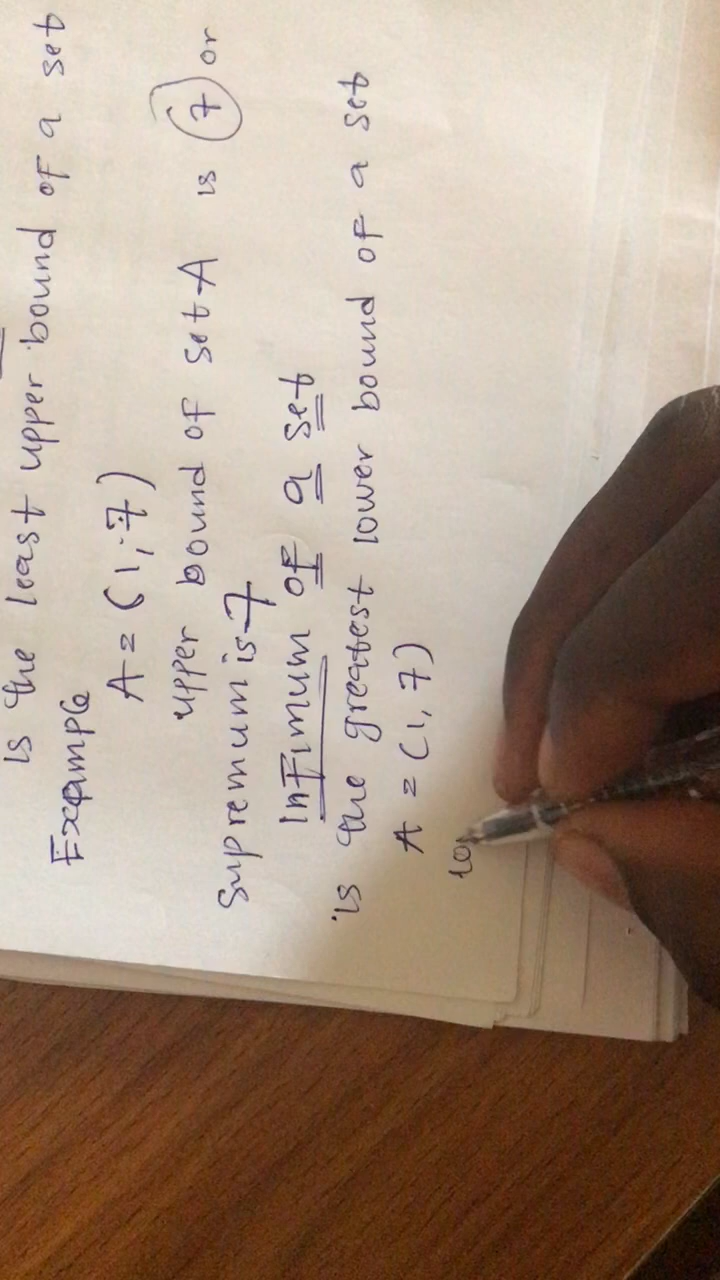 is the least upper bound of a set
Example
A = (1, 7)
upper bound of set A is 7 or
Supremum is 7
Infimum of a set
is the greatest lower bound of a set
A = (1, 7)
lo